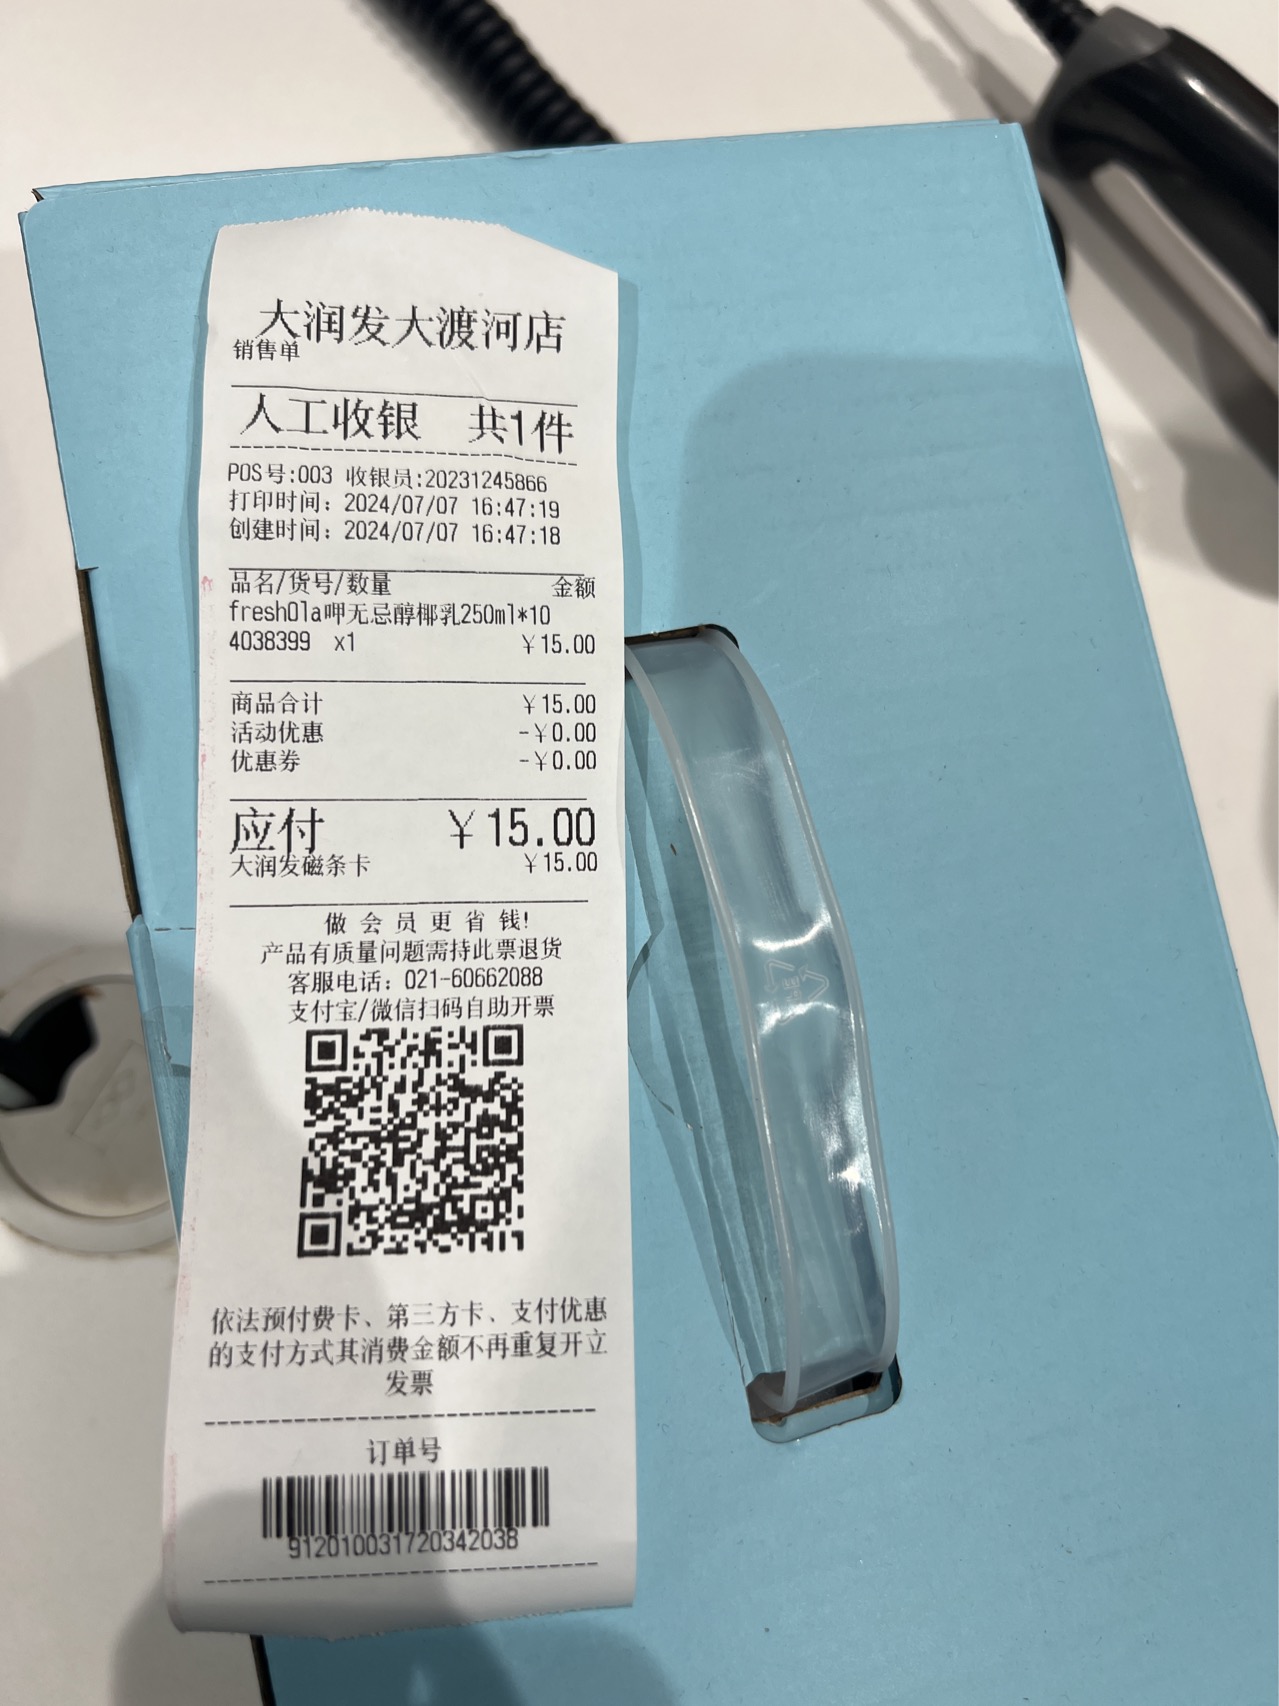 大润发大渡河店
销售单
人工收银 共1件
POS号:003 收银员:20231245866
打印时间：2024/07/07 16:47:19
创建时间：2024/07/07 16:47:18
品名/货号/数量 金额
freshOla呷无忌醇椰乳250ml*10
4038399 x1 ￥15.00
商品合计 ￥15.00
活动优惠 -￥0.00
优惠券 -￥0.00
应付 ￥15.00
大润发磁条卡 ￥15.00
做会员更省钱!
产品有质量问题需持此票退货
客服电话：021-60662088
支付宝/微信扫码自助开票
依法预付费卡、第三方卡、支付优惠
的支付方式其消费金额不再重复开立
发票
订单号
912010031720342038